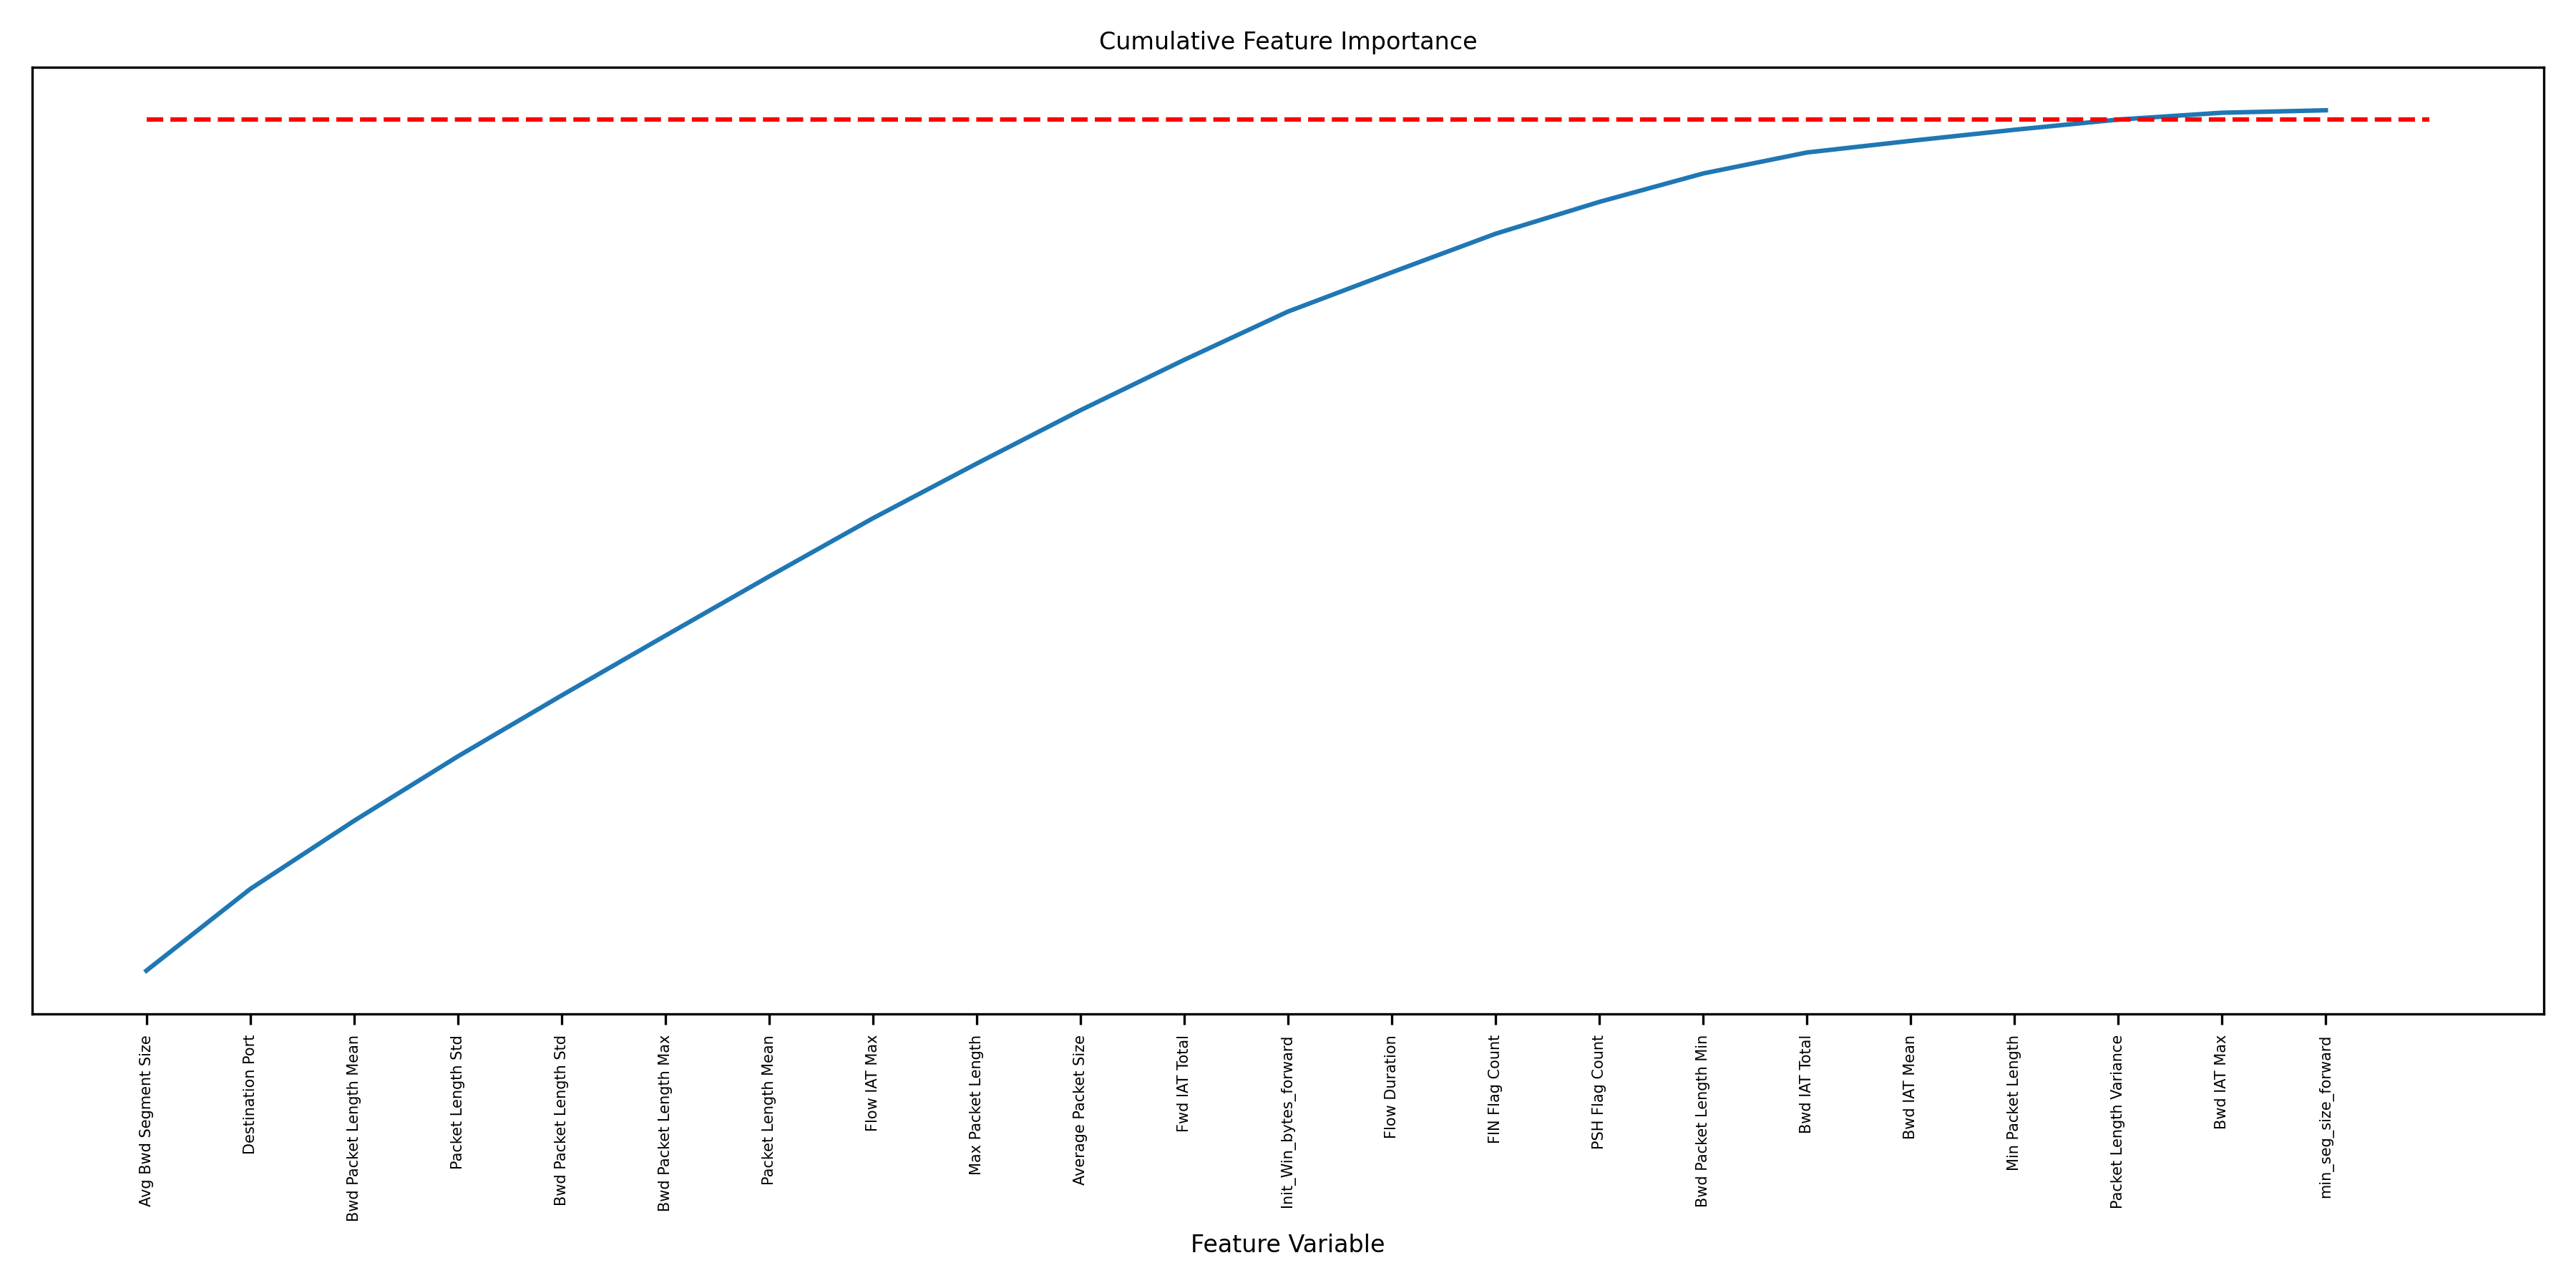 Cumulative Feature Importance
Avg Bwd Segment Size
Destination Port
Bwd Packet Length Mean
Packet Length Std
Bwd Packet Length Std
Bwd Packet Length Max
Packet Length Mean
Flow IAT Max
Max Packet Length
Average Packet Size
Fwd IAT Total
Init_Win_bytes_forward
Flow Duration
FIN Flag Count
PSH Flag Count
Bwd Packet Length Min
Bwd IAT Total
Bwd IAT Mean
Min Packet Length
Packet Length Variance
Bwd IAT Max
min_seg_size_forward
Feature Variable